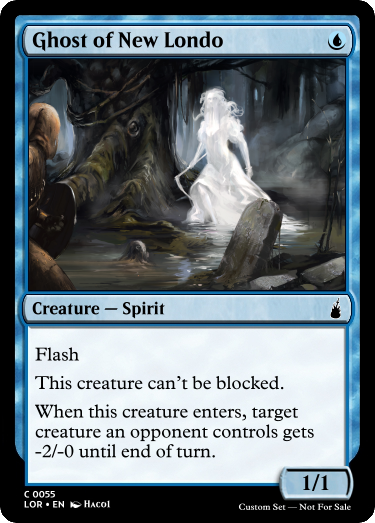 Ghost of New Londo
Creature — Spirit
Flash
This creature can't be blocked.
When this creature enters, target
creature an opponent controls gets
-2/-0 until end of turn.
1/1
C 0055
LOR • EN Hacol
Custom Set — Not For Sale